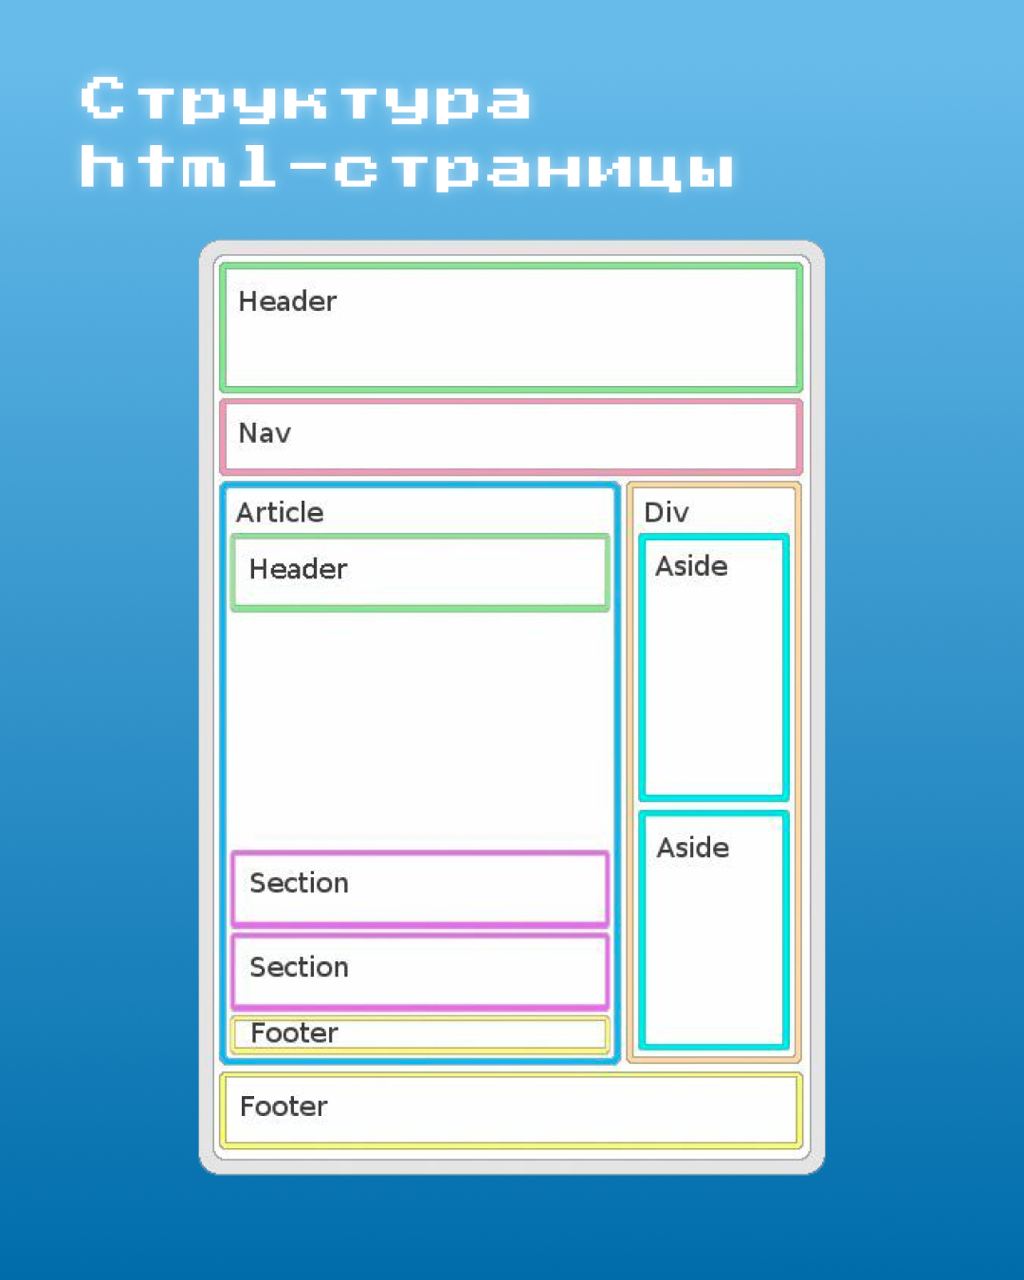 Структура
html-страницы
Header
Nav
Article
Header
Section
Section
Footer
Div
Aside
Aside
Footer